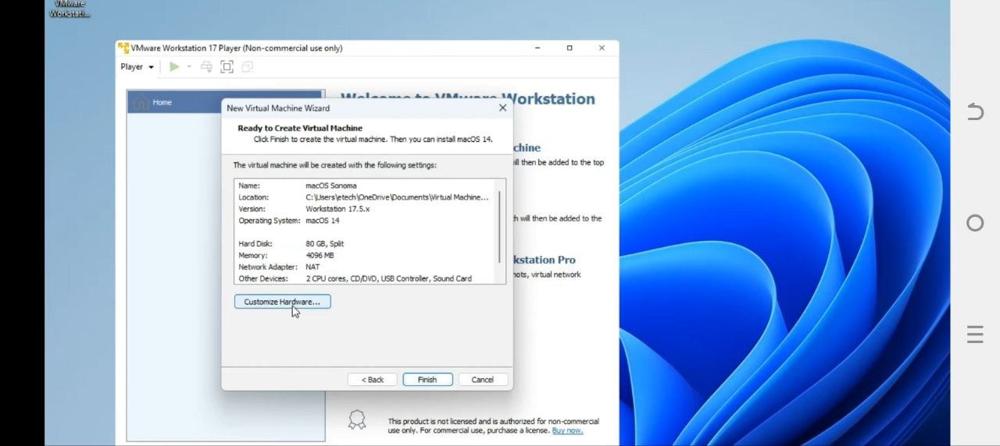 VMware
Workstati...
VMware Workstation 17 Player (Non-commercial use only)
Player
Home
Welcome to VMware Workstation
New Virtual Machine Wizard
Ready to Create Virtual Machine
Click Finish to create the virtual machine. Then you can install macOS 14.
chine
will then be added to the top
The virtual machine will be created with the following settings:
Name: macOS Sonoma
Location: C:\Users\etech\OneDrive\Documents\Virtual Machine...
Version: Workstation 17.5.x
Operating System: macOS 14
h will then be added to the
Hard Disk: 80 GB, Split
Memory: 4096 MB
kstation Pro
Network Adapter: NAT
hots, virtual network
Other Devices: 2 CPU cores, CD/DVD, USB Controller, Sound Card
Customize Hardware...
< Back
Finish
Cancel
This product is not licensed and is authorized for non-commercial
use only. For commercial use, purchase a license. Buy now.